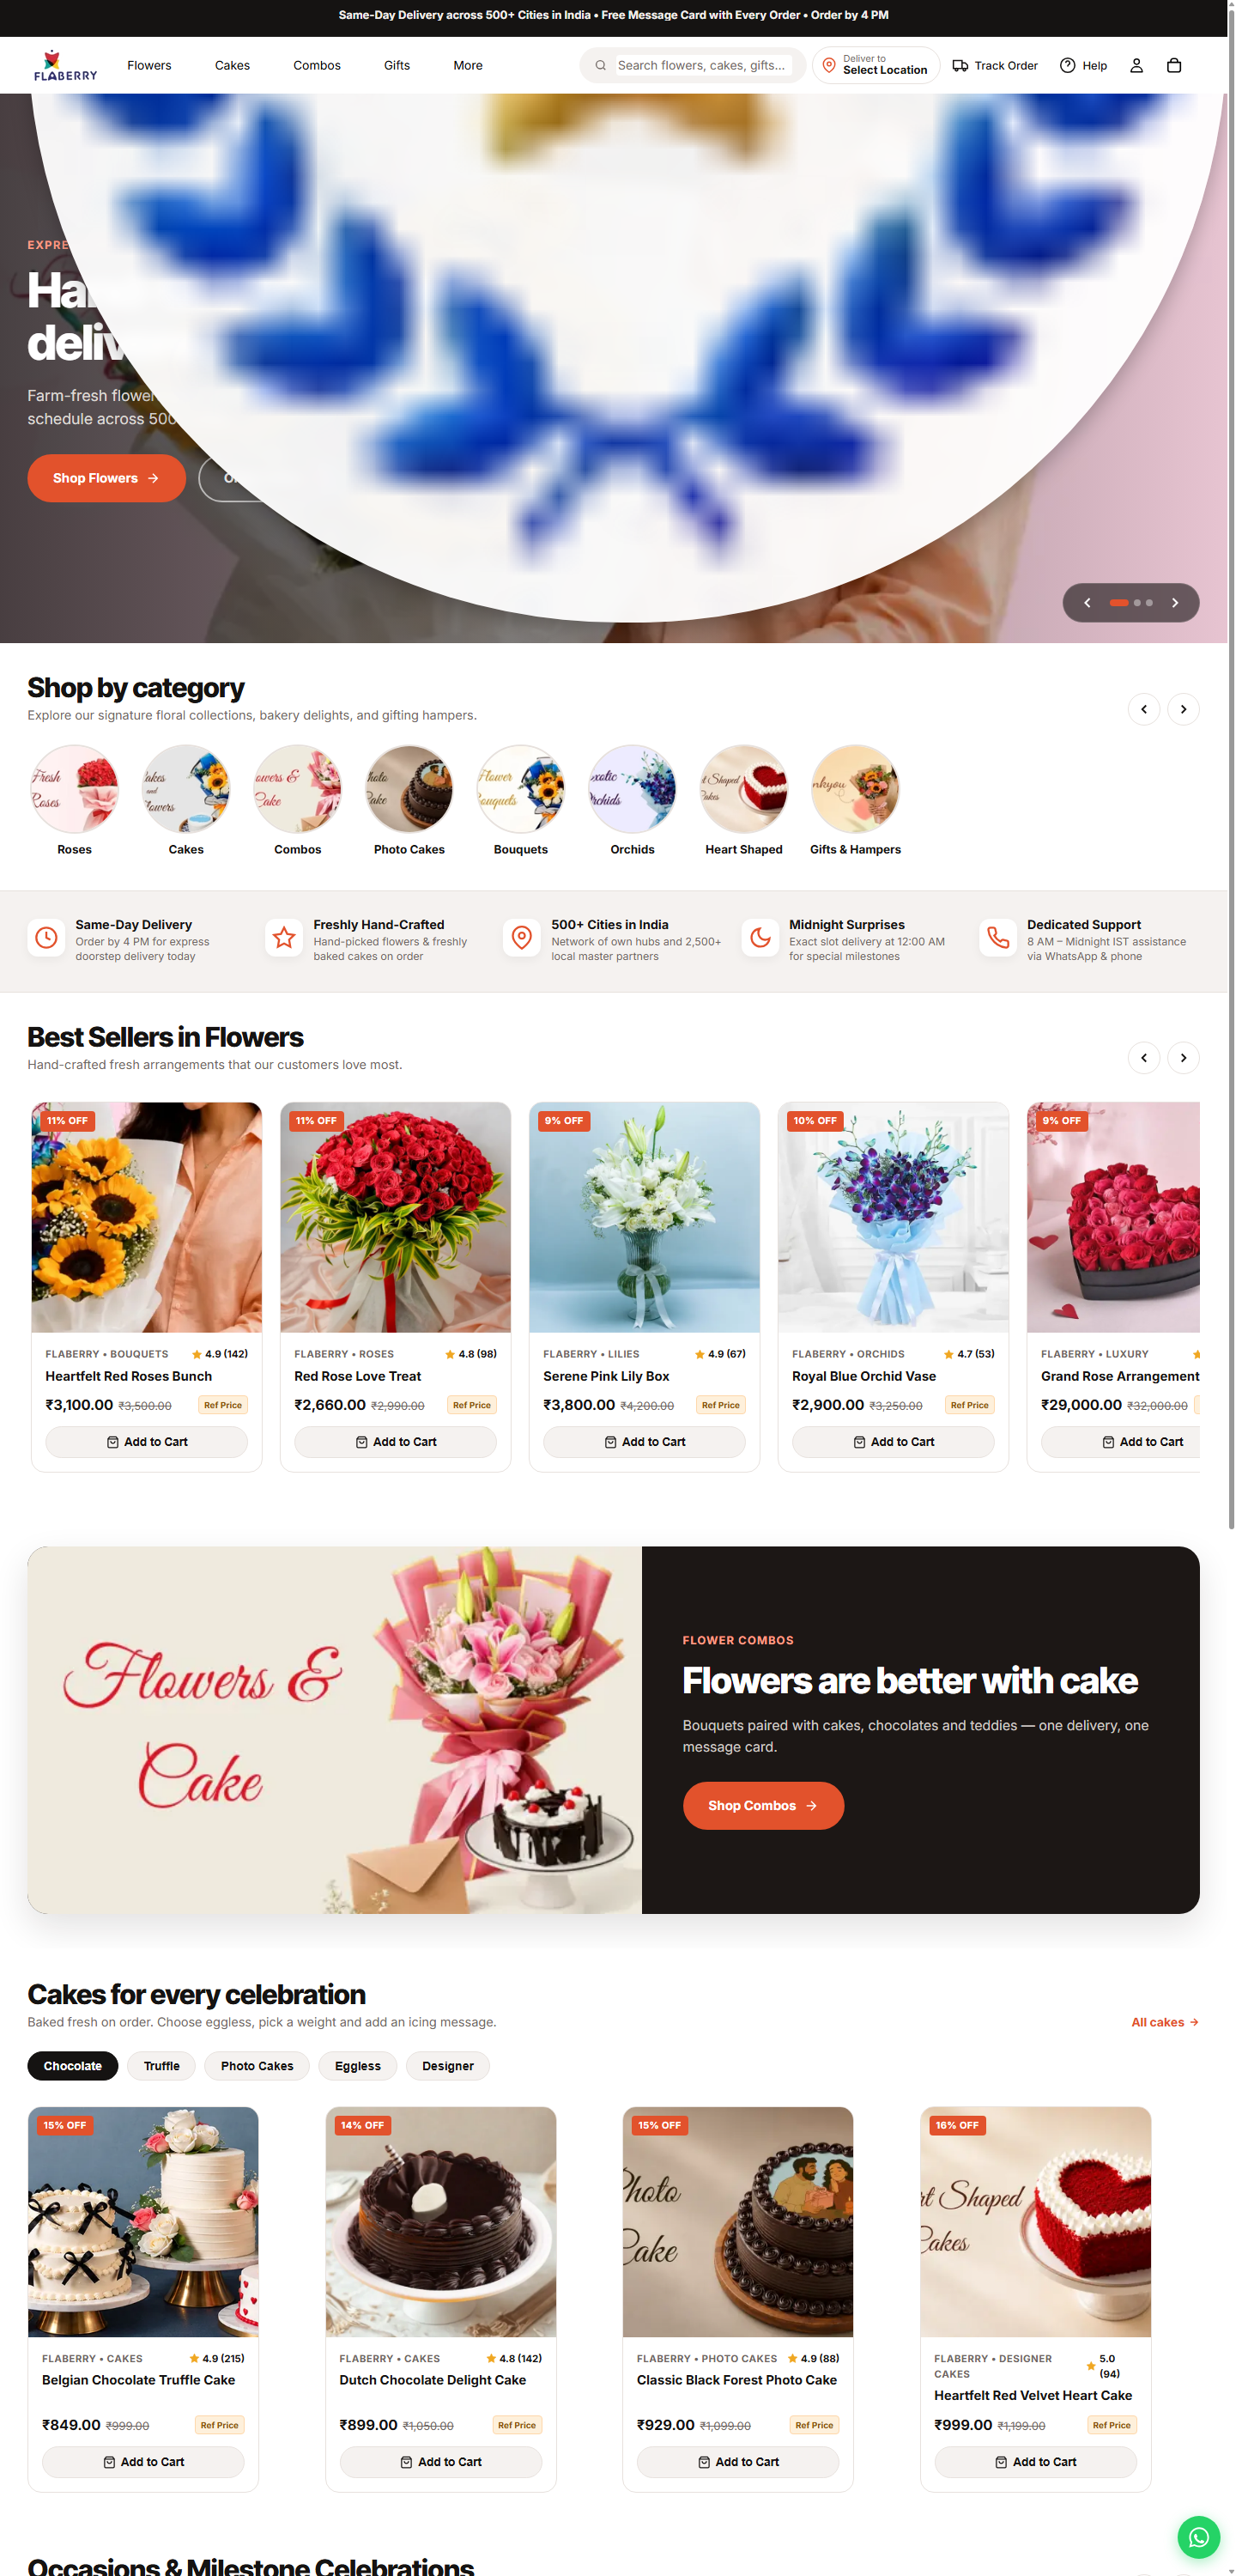 Same-Day Delivery across 500+ Cities in India • Free Message Card with Every Order • Order by 4 PM
FLABERRY
Flowers
Cakes
Combos
Gifts
More
Search flowers, cakes, gifts...
Deliver to
Select Location
Track Order
Help
Farm-fresh
schedule across
Shop Flowers
Shop by category
Explore our signature floral collections, bakery delights, and gifting hampers.
Fresh
Roses
and
Cake
Cake
Roses
Cakes
Combos
Photo Cakes
Bouquets
Orchids
Heart Shaped
Gifts & Hampers
Same-Day Delivery
Order by 4 PM for express
doorstep delivery today
Freshly Hand-Crafted
Hand-picked flowers & freshly
baked cakes on order
500+ Cities in India
Network of own hubs and 2,500+
local master partners
Midnight Surprises
Exact slot delivery at 12:00 AM
for special milestones
Dedicated Support
8 AM – Midnight IST assistance
via WhatsApp & phone
Best Sellers in Flowers
Hand-crafted fresh arrangements that our customers love most.
11% OFF
FLABERRY • BOUQUETS
4.9 (142)
Heartfelt Red Roses Bunch
₹3,100.00 ₹3,500.00
Ref Price
Add to Cart
11% OFF
FLABERRY • ROSES
4.8 (98)
Red Rose Love Treat
₹2,660.00 ₹2,990.00
Ref Price
Add to Cart
9% OFF
FLABERRY • LILIES
4.9 (67)
Serene Pink Lily Box
₹3,800.00 ₹4,200.00
Ref Price
Add to Cart
10% OFF
FLABERRY • ORCHIDS
4.7 (53)
Royal Blue Orchid Vase
₹2,900.00 ₹3,250.00
Ref Price
Add to Cart
9% OFF
FLABERRY • LUXURY
Grand Rose Arrangement
₹29,000.00 ₹32,000.00
Add to Cart
Flowers &
Cake
FLOWER COMBOS
Flowers are better with cake
Bouquets paired with cakes, chocolates and teddies — one delivery, one
message card.
Shop Combos
Cakes for every celebration
Baked fresh on order. Choose eggless, pick a weight and add an icing message.
All cakes
Chocolate
Truffle
Photo Cakes
Eggless
Designer
15% OFF
FLABERRY • CAKES
4.9 (215)
Belgian Chocolate Truffle Cake
₹849.00 ₹999.00
Ref Price
Add to Cart
14% OFF
FLABERRY • CAKES
4.8 (142)
Dutch Chocolate Delight Cake
₹899.00 ₹1,050.00
Ref Price
Add to Cart
15% OFF
Photo
Cake
FLABERRY • PHOTO CAKES
4.9 (88)
Classic Black Forest Photo Cake
₹929.00 ₹1,099.00
Ref Price
Add to Cart
16% OFF
Shaped
Cakes
FLABERRY • DESIGNER
CAKES
5.0
(94)
Heartfelt Red Velvet Heart Cake
₹999.00 ₹1,199.00
Ref Price
Add to Cart
Occasions & Milestone Celebrations